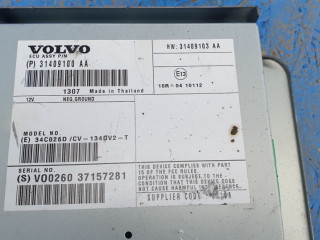 VOLVO
ECU ASSY P/N
(P) 31409100 AA
HW: 31409103 AA
1307 Made in Thailand
E13
10R 04 10112
12V NEG.GROUND
MODEL NO.
(E) 34C026D/CV-134DV2-T
SERIAL NO.
(S) V00260 37157281
THIS DEVICE COMPLIES WITH PART
15 OF THE FCC RULES
OPERATION IS SUBJECT TO THE
CONDITION THAT THIS DEVICE DOES NOT
CAUSE HARMFUL INTERFERENCE.
SUPPLIER CODE